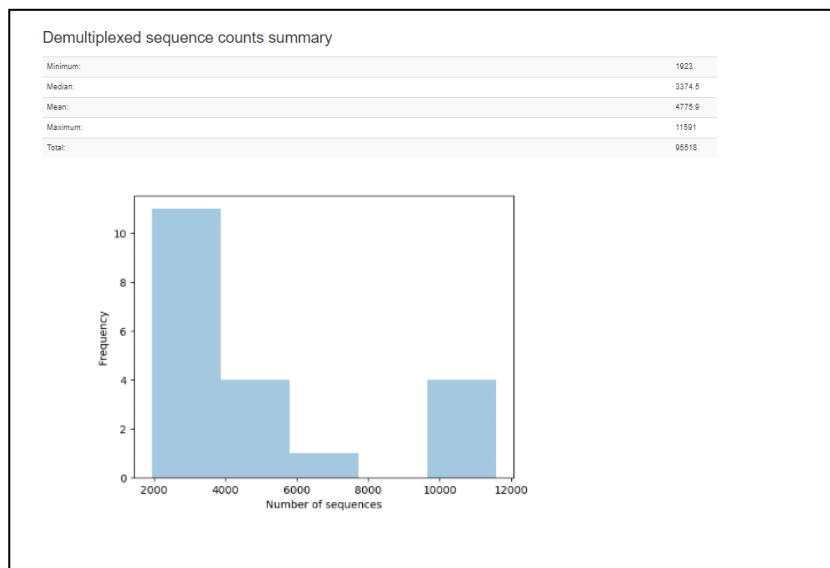 Demultiplexed sequence counts summary
Minimum: 1923
Median: 3374.5
Mean: 4775.9
Maximum: 11591
Total: 95518
10
8
6
4
2
0
Frequency
2000 4000 6000 8000 10000 12000
Number of sequences